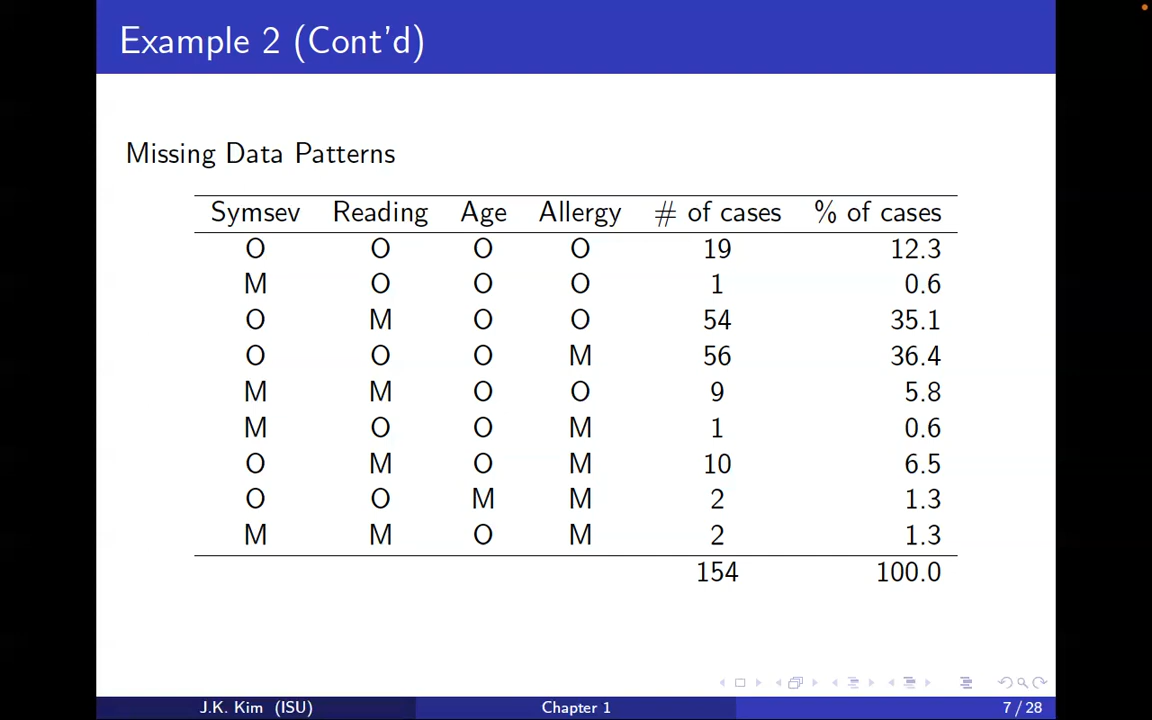 Example 2 (Cont'd)
Missing Data Patterns
Symsev Reading Age Allergy # of cases % of cases
O O O O 19 12.3
M O O O 1 0.6
O M O O 54 35.1
O O O M 56 36.4
M M O O 9 5.8
M O O M 1 0.6
O M O M 10 6.5
O O M M 2 1.3
M M O M 2 1.3
154 100.0
J.K. Kim (ISU) Chapter 1 7 / 28